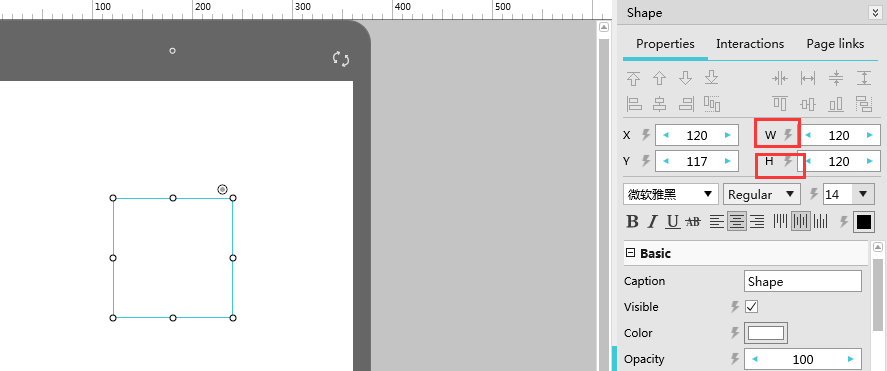 100 200 300 400 500
Shape
Properties Interactions Page links
X 120 W 120
Y 117 H 120
微软雅黑 Regular 14
B I U AB
Basic
Caption Shape
Visible
Color
Opacity 100